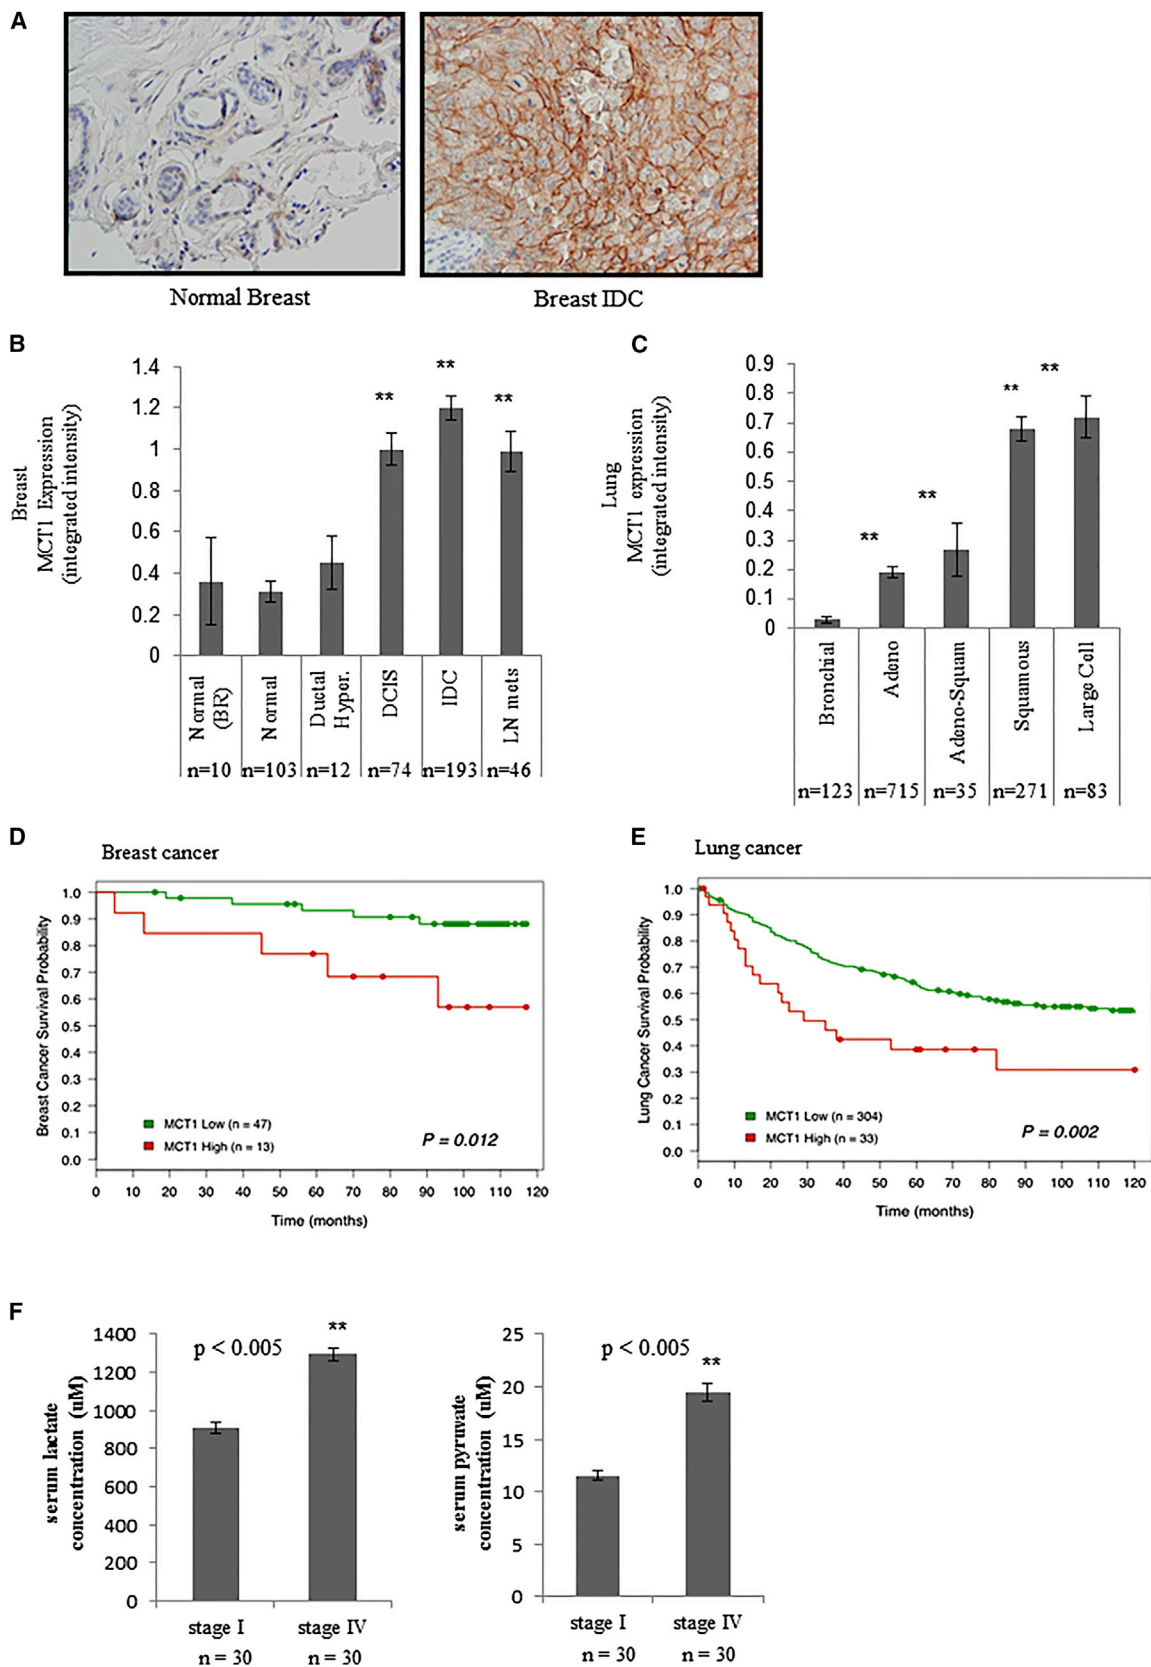 A
Normal Breast
Breast IDC
B
Breast
MCT1 Expression
(integrated intensity)
1.4
1.2
1
0.8
0.6
0.4
0.2
0
**
**
**
Normal
(BR)
Normal
Ductal
Hyper.
DCIS
IDC
LN mets
n=10
n=103
n=12
n=74
n=193
n=46
C
Lung
MCT1 expression
(integrated intensity)
0.9
0.8
0.7
0.6
0.5
0.4
0.3
0.2
0.1
0
**
**
**
**
Bronchial
Adeno
Adeno-Squam
Squamous
Large Cell
n=123
n=715
n=35
n=271
n=83
D
Breast cancer
Breast Cancer Survival Probability
1.0
0.9
0.8
0.7
0.6
0.5
0.4
0.3
0.2
0.1
0.0
MCT1 Low (n = 47)
MCT1 High (n = 13)
P = 0.012
0 10 20 30 40 50 60 70 80 90 100 110 120
Time (months)
E
Lung cancer
Lung Cancer Survival Probability
1.0
0.9
0.8
0.7
0.6
0.5
0.4
0.3
0.2
0.1
0.0
MCT1 Low (n = 304)
MCT1 High (n = 33)
P = 0.002
0 10 20 30 40 50 60 70 80 90 100 110 120
Time (months)
F
serum lactate
concentration (uM)
1400
1200
1000
800
600
400
200
0
p < 0.005
**
stage I
stage IV
n = 30
n = 30
serum pyruvate
concentration (uM)
25
20
15
10
5
0
p < 0.005
**
stage I
stage IV
n = 30
n = 30